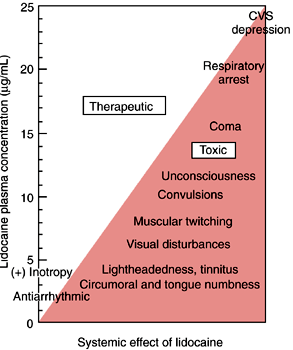 25
CVS
depression
20
Respiratory
arrest
Therapeutic
15
Coma
Toxic
Unconsciousness
10
Convulsions
Muscular twitching
Visual disturbances
5
(+) Inotropy
Lightheadedness, tinnitus
Circumoral and tongue numbness
Antiarrhythmic
0
Lidocaine plasma concentration (µg/mL)
Systemic effect of lidocaine